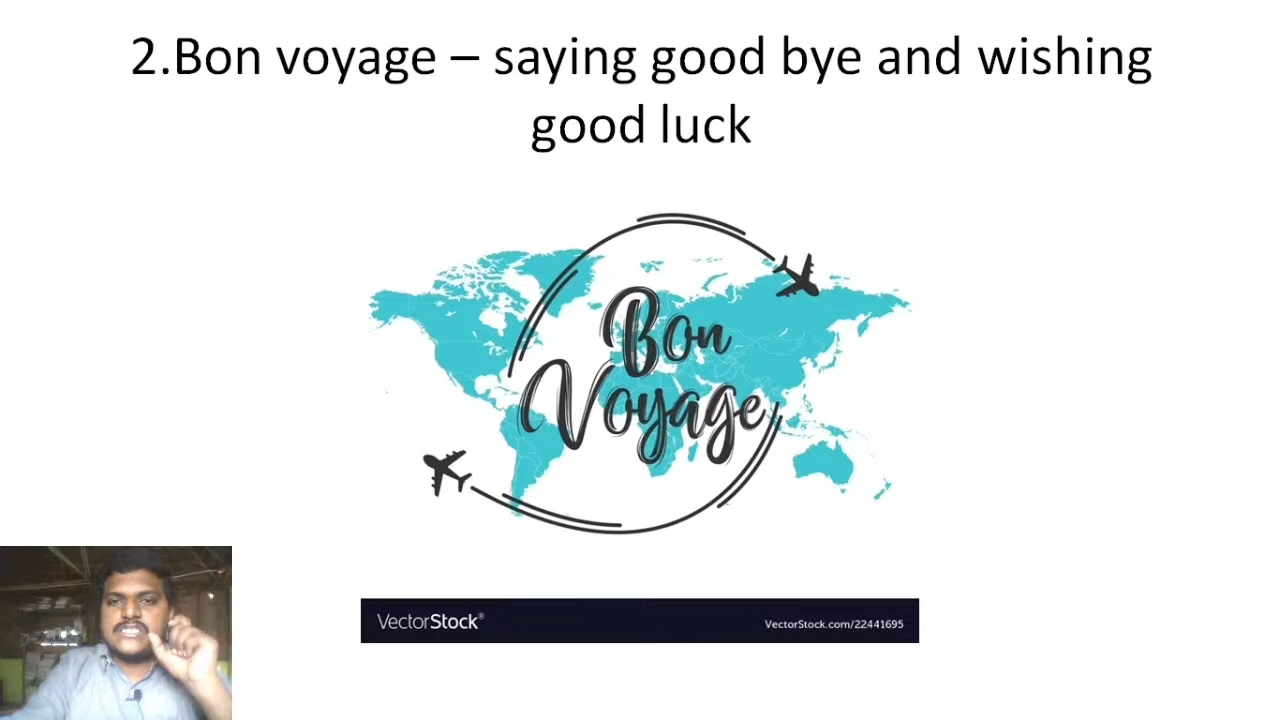 2.Bon voyage – saying good bye and wishing
good luck
Bon
Voyage
VectorStock®
VectorStock.com/22441695